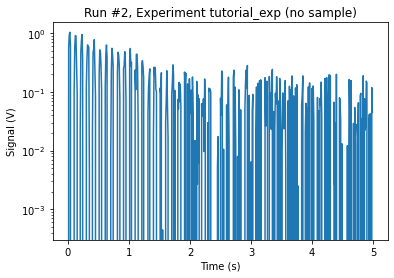 Run #2, Experiment tutorial_exp (no sample)
Signal (V)
10⁰
10⁻¹
10⁻²
10⁻³
0 1 2 3 4 5
Time (s)